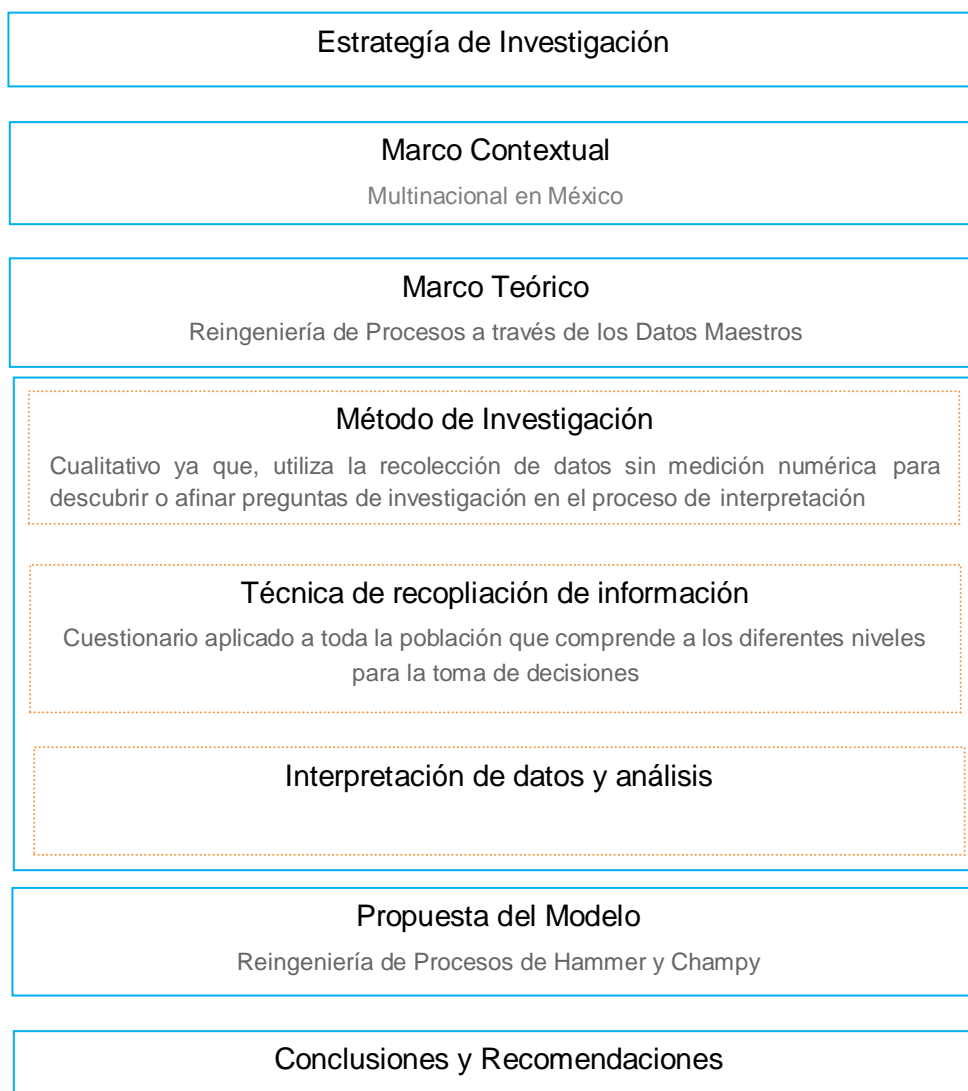 Estrategía de Investigación
Marco Contextual
Multinacional en México
Marco Teórico
Reingeniería de Procesos a través de los Datos Maestros
Método de Investigación
Cualitativo ya que, utiliza la recolección de datos sin medición numérica para
descubrir o afinar preguntas de investigación en el proceso de interpretación
Técnica de recopliación de información
Cuestionario aplicado a toda la población que comprende a los diferentes niveles
para la toma de decisiones
Interpretación de datos y análisis
Propuesta del Modelo
Reingeniería de Procesos de Hammer y Champy
Conclusiones y Recomendaciones